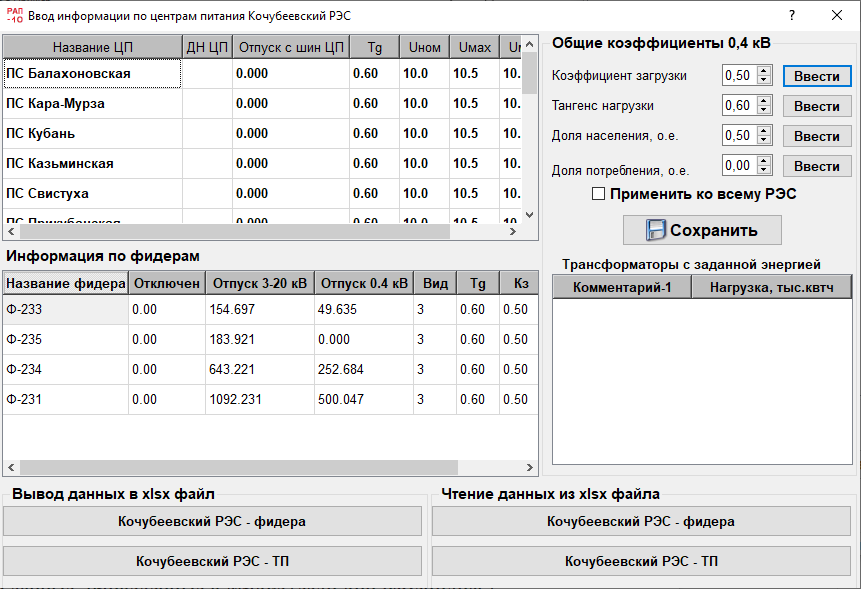 РАП
-10
Ввод информации по центрам питания Кочубеевский РЭС
?
Название ЦП ДН ЦП Отпуск с шин ЦП Tg Uном Uмах
ПС Балахоновская 0.000 0.60 10.0 10.5 10.
ПС Кара-Мурза 0.000 0.60 10.0 10.5 10.
ПС Кубань 0.000 0.60 10.0 10.5 10.
ПС Казьминская 0.000 0.60 10.0 10.5 10.
ПС Свистуха 0.000 0.60 10.0 10.5 10.
ПС Прикубанская 0.000 0.60 10.0 10.5 10.
Информация по фидерам
Название фидера Отключен Отпуск 3-20 кВ Отпуск 0.4 кВ Вид Tg Кз
Ф-233 0.00 154.697 49.635 3 0.60 0.50
Ф-235 0.00 183.921 0.000 3 0.60 0.50
Ф-234 0.00 643.221 252.684 3 0.60 0.50
Ф-231 0.00 1092.231 500.047 3 0.60 0.50
Общие коэффициенты 0,4 кВ
Коэффициент загрузки 0,50 Ввести
Тангенс нагрузки 0,60 Ввести
Доля населения, о.е. 0,50 Ввести
Доля потребления, о.е. 0,00 Ввести
Применить ко всему РЭС
Сохранить
Трансформаторы с заданной энергией
Комментарий-1 Нагрузка, тыс.квтч
Вывод данных в xlsx файл
Кочубеевский РЭС - фидера
Кочубеевский РЭС - ТП
Чтение данных из xlsx файла
Кочубеевский РЭС - фидера
Кочубеевский РЭС - ТП